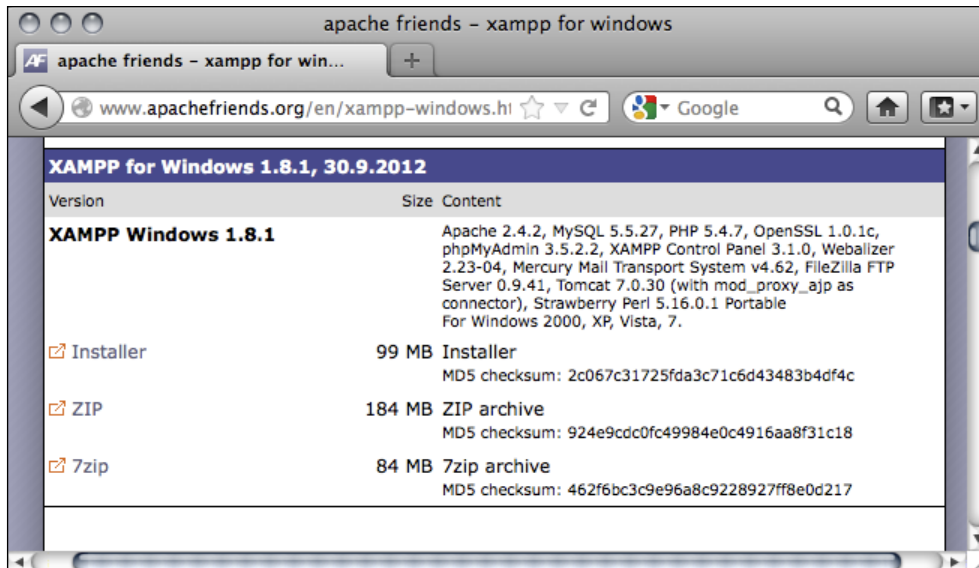 apache friends – xampp for windows
AF apache friends – xampp for win...
www.apachefriends.org/en/xampp-windows.ht
Google
XAMPP for Windows 1.8.1, 30.9.2012
Version Size Content
XAMPP Windows 1.8.1
Apache 2.4.2, MySQL 5.5.27, PHP 5.4.7, OpenSSL 1.0.1c,
phpMyAdmin 3.5.2.2, XAMPP Control Panel 3.1.0, Webalizer
2.23-04, Mercury Mail Transport System v4.62, FileZilla FTP
Server 0.9.41, Tomcat 7.0.30 (with mod_proxy_ajp as
connector), Strawberry Perl 5.16.0.1 Portable
For Windows 2000, XP, Vista, 7.
Installer 99 MB Installer
MD5 checksum: 2c067c31725fda3c71c6d43483b4df4c
ZIP 184 MB ZIP archive
MD5 checksum: 924e9cdc0fc49984e0c4916aa8f31c18
7zip 84 MB 7zip archive
MD5 checksum: 462f6bc3c9e96a8c9228927ff8e0d217